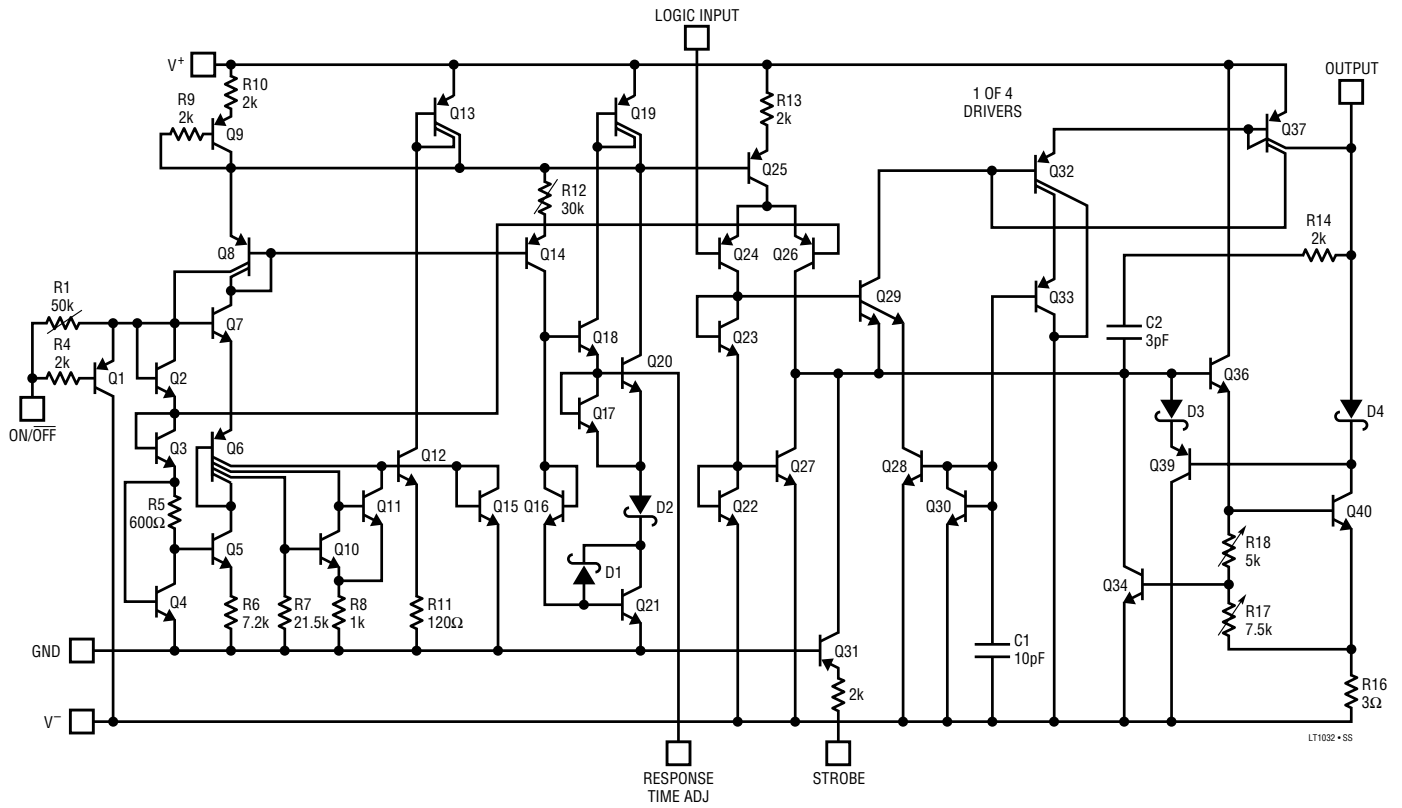 LOGIC INPUT
V+
R10
2k
R9
2k
Q9
Q13
Q19
R13
2k
1 OF 4
DRIVERS
OUTPUT
Q37
Q25
Q32
R12
30k
Q8
Q14
Q24
Q26
R14
2k
R1
50k
R4
2k
Q7
Q29
Q33
C2
3pF
Q18
Q23
Q20
Q1
Q2
Q36
ON/OFF
Q17
D3
D4
Q3
Q6
Q12
Q27
Q28
Q39
R5
600Ω
Q11
Q15
Q16
D2
Q22
Q30
Q40
Q5
Q10
R18
5k
D1
Q34
Q4
R6
7.2k
R7
21.5k
R8
1k
R11
120Ω
Q21
R17
7.5k
GND
Q31
C1
10pF
2k
R16
3Ω
V−
LT1032 • SS
RESPONSE
TIME ADJ
STROBE